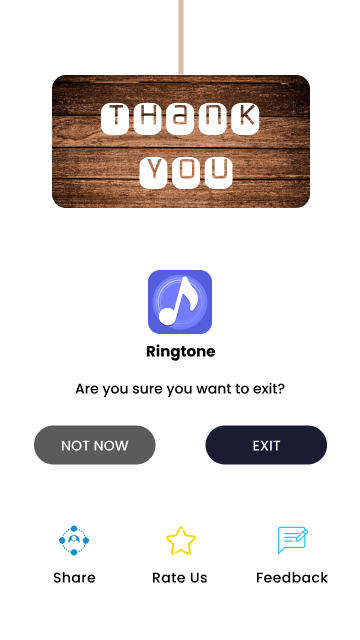 THank
YOU
Ringtone
Are you sure you want to exit?
NOT NOW
EXIT
Share
Rate Us
Feedback